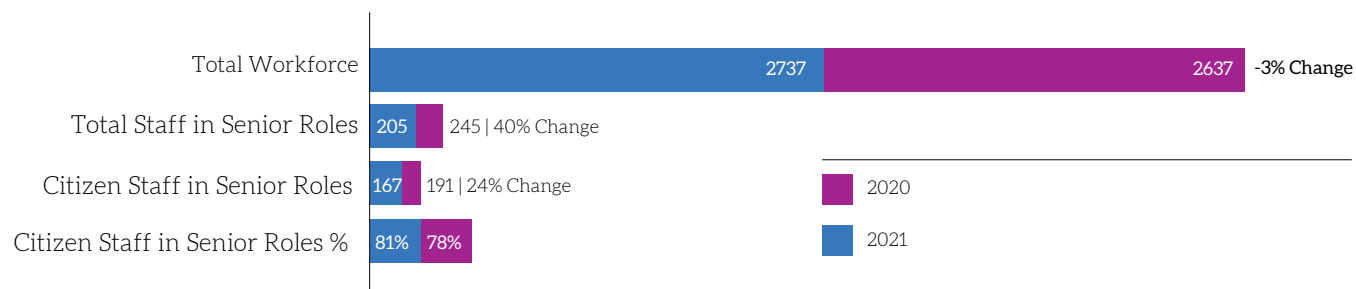 Total Workforce 2737 2637 -3% Change
Total Staff in Senior Roles 205 245 | 40% Change
Citizen Staff in Senior Roles 167 191 | 24% Change
Citizen Staff in Senior Roles % 81% 78%
2020
2021